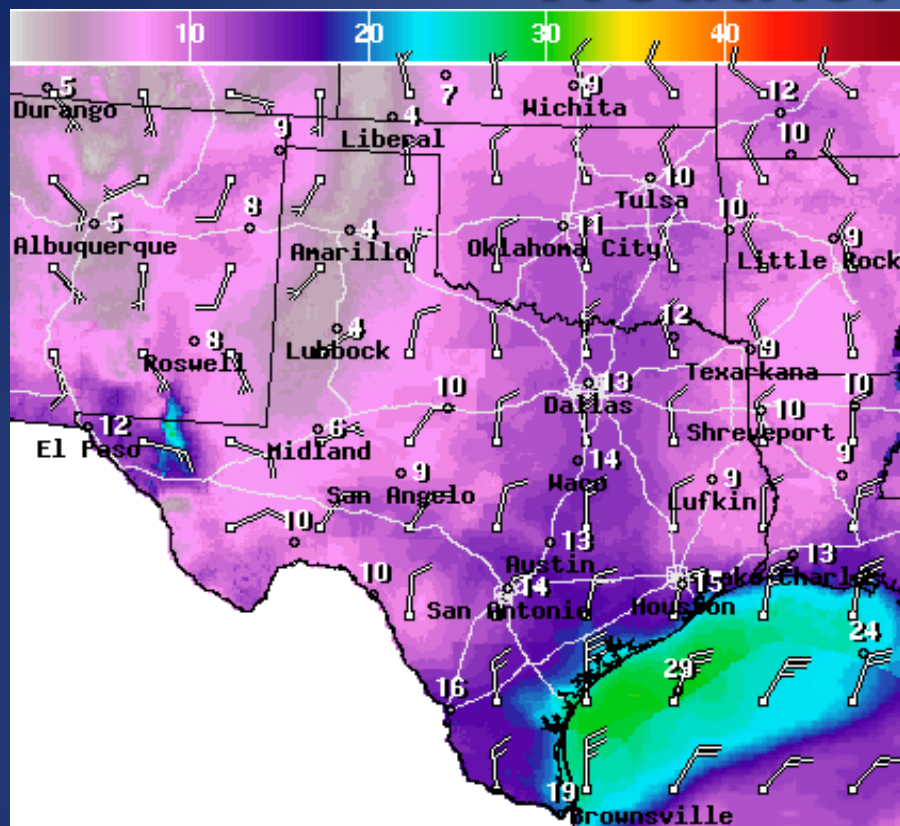 10 20 30 40
5 7 9 12
Durango Wichita
9 4 10
Liberal
10
Tulsa
5 8 4 11 10 9
Albuquerque Amarillo Oklahoma City Little Rock
8 4 12 9
Roswell Lubbock Texarkana
10 13 10
Dallas
12 6 10
El Paso Midland Shreveport
9 14 9 9
San Angelo Waco Lufkin
10 13 13
Austin Lake Charles
10 14 15
San Antonio Houston
24
29
16
19
Brownsville